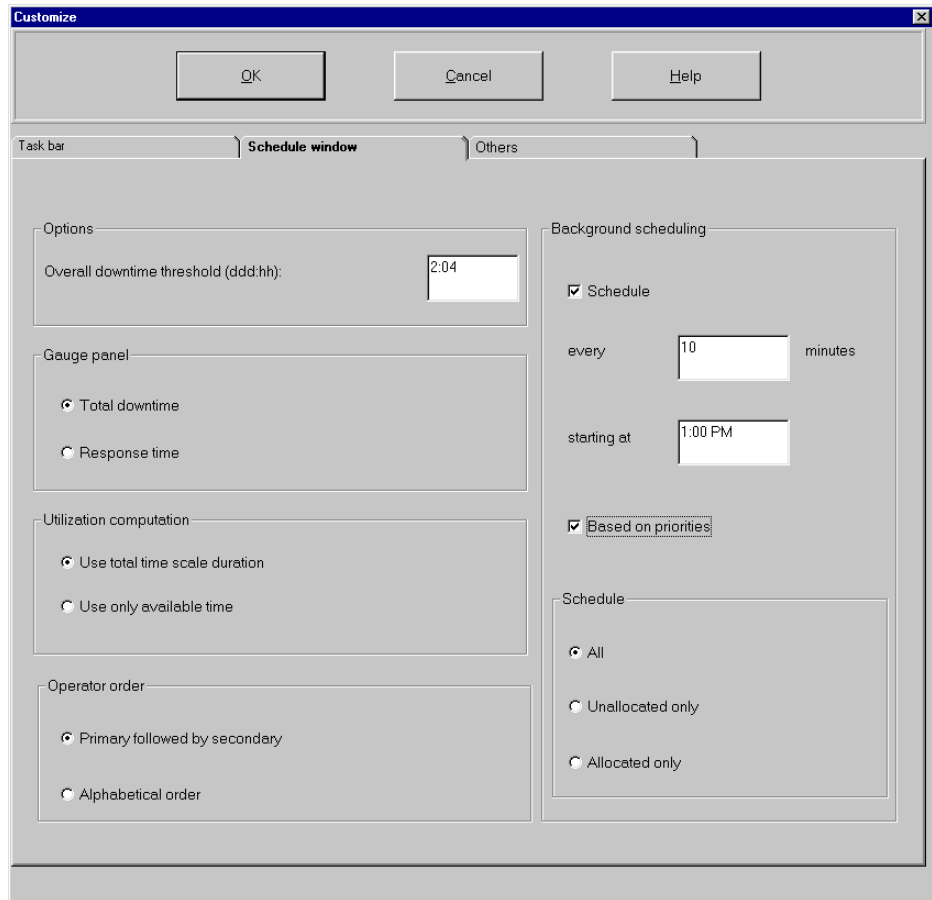 Customize
OK
Cancel
Help
Task bar
Schedule window
Others
Options
Overall downtime threshold (ddd:hh):
2:04
Gauge panel
Total downtime
Response time
Utilization computation
Use total time scale duration
Use only available time
Operator order
Primary followed by secondary
Alphabetical order
Background scheduling
Schedule
every
10
minutes
starting at
1:00 PM
Based on priorities
Schedule
All
Unallocated only
Allocated only